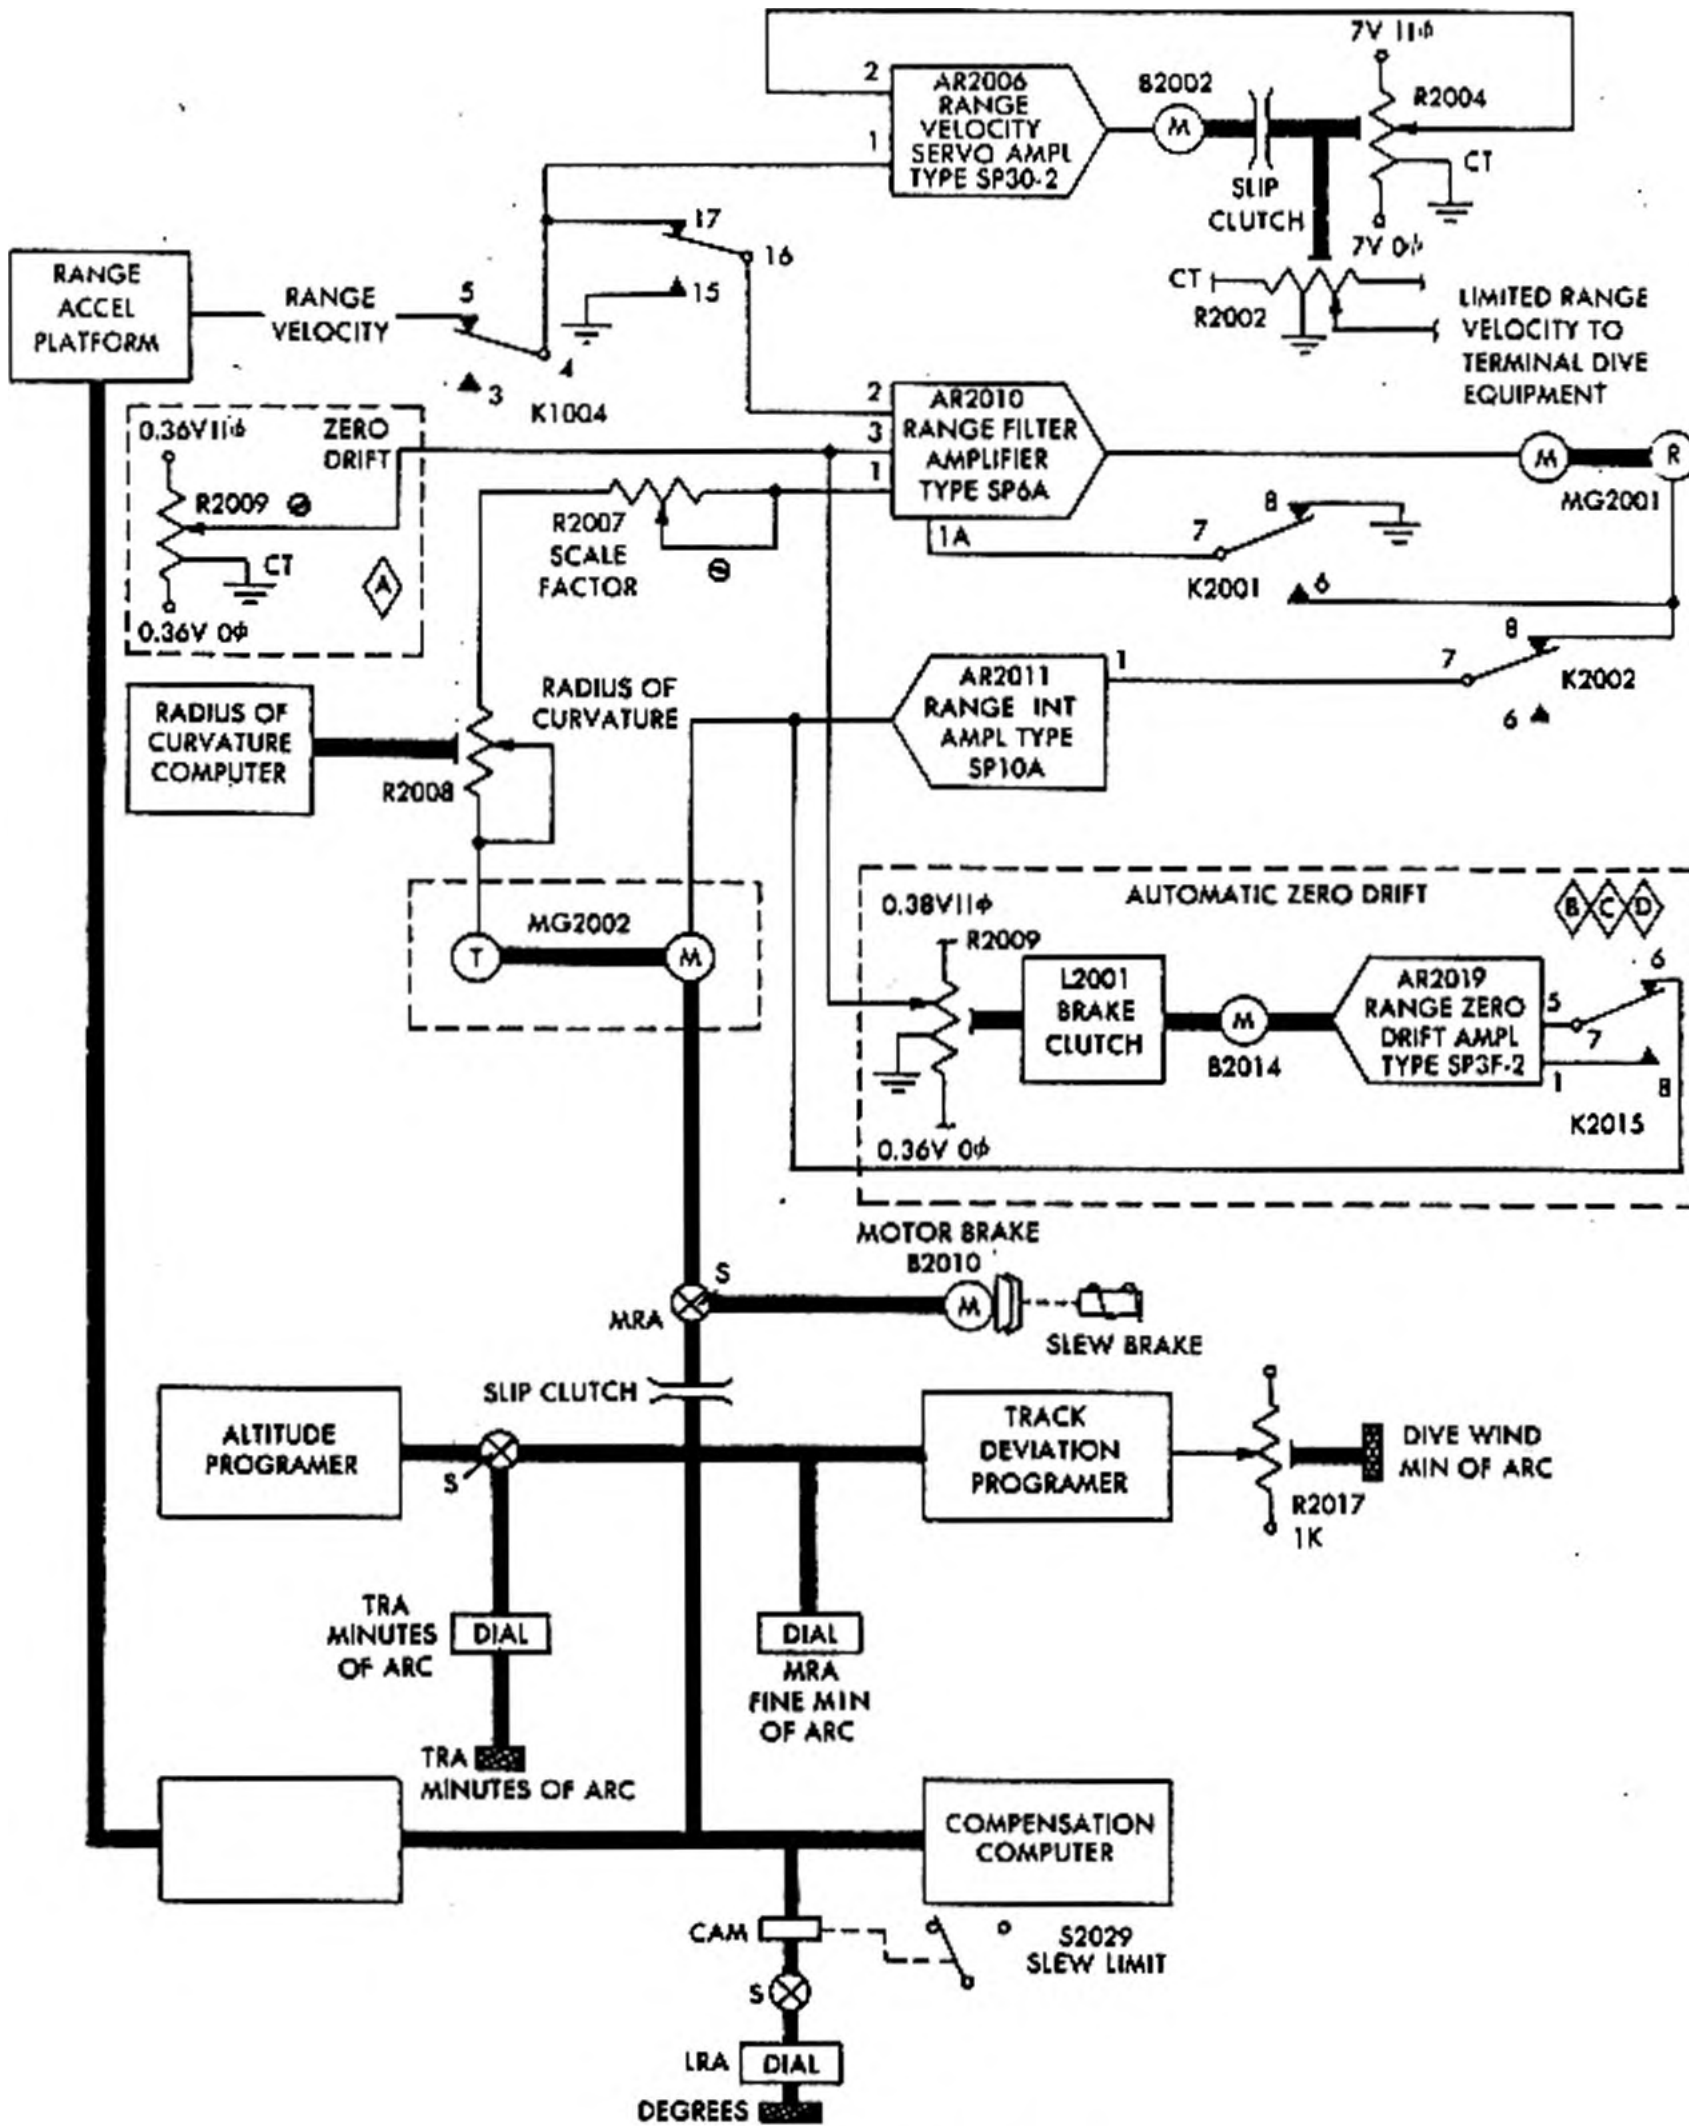 7V 11ϕ
2
AR2006
RANGE
VELOCITY
SERVO AMPL
TYPE SP30-2
1
B2002
M
R2004
CT
SLIP
CLUTCH
7V 0ϕ
17
16
15
RANGE
ACCEL
PLATFORM
RANGE
VELOCITY
5
4
3
K1004
CT
R2002
LIMITED RANGE
VELOCITY TO
TERMINAL DIVE
EQUIPMENT
0.36V11ϕ
ZERO
DRIFT
R2009
CT
A
0.36V 0ϕ
2
3
1
AR2010
RANGE FILTER
AMPLIFIER
TYPE SP6A
1A
M
R
MG2001
R2007
SCALE
FACTOR
8
7
K2001
6
8
7
K2002
6
RADIUS OF
CURVATURE
COMPUTER
RADIUS OF
CURVATURE
R2008
AR2011
RANGE INT
AMPL TYPE
SP10A
1
MG2002
T
M
AUTOMATIC ZERO DRIFT
B C D
0.38V11ϕ
R2009
L2001
BRAKE
CLUTCH
M
B2014
AR2019
RANGE ZERO
DRIFT AMPL
TYPE SP3F-2
5
1
6
7
8
K2015
0.36V 0ϕ
MOTOR BRAKE
B2010
S
M
MRA
SLEW BRAKE
SLIP CLUTCH
ALTITUDE
PROGRAMER
S
TRACK
DEVIATION
PROGRAMER
DIVE WIND
MIN OF ARC
R2017
1K
TRA
MINUTES
OF ARC
DIAL
DIAL
MRA
FINE MIN
OF ARC
TRA
MINUTES OF ARC
COMPENSATION
COMPUTER
CAM
S2029
SLEW LIMIT
S
LRA
DIAL
DEGREES